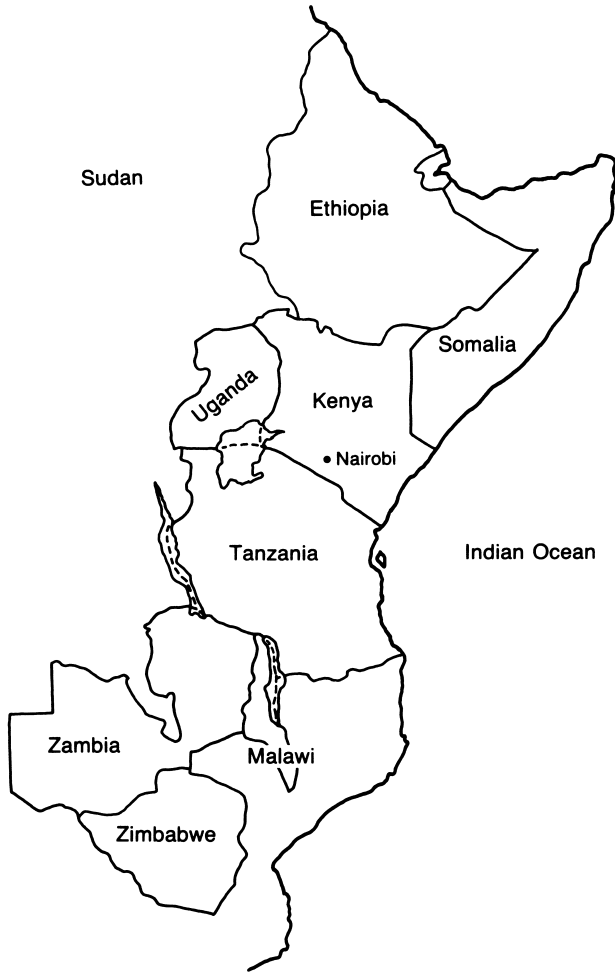 Sudan
Ethiopia
Somalia
Uganda
Kenya
Nairobi
Tanzania
Indian Ocean
Zambia
Malawi
Zimbabwe